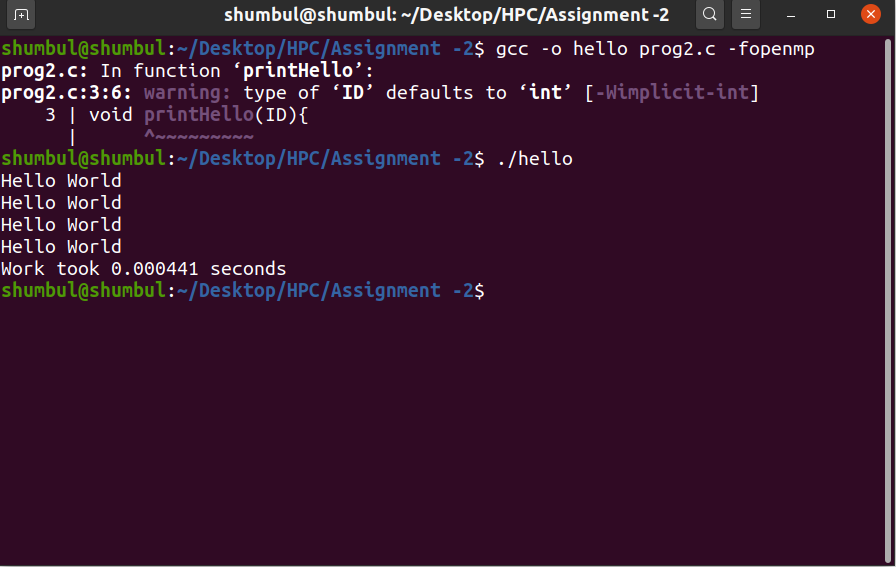 shumbul@shumbul: ~/Desktop/HPC/Assignment -2
shumbul@shumbul:~/Desktop/HPC/Assignment -2$ gcc -o hello prog2.c -fopenmp
prog2.c: In function ‘printHello’:
prog2.c:3:6: warning: type of ‘ID’ defaults to ‘int’ [-Wimplicit-int]
    3 | void printHello(ID){
      |      ^~~~~~~~~~
shumbul@shumbul:~/Desktop/HPC/Assignment -2$ ./hello
Hello World
Hello World
Hello World
Hello World
Work took 0.000441 seconds
shumbul@shumbul:~/Desktop/HPC/Assignment -2$